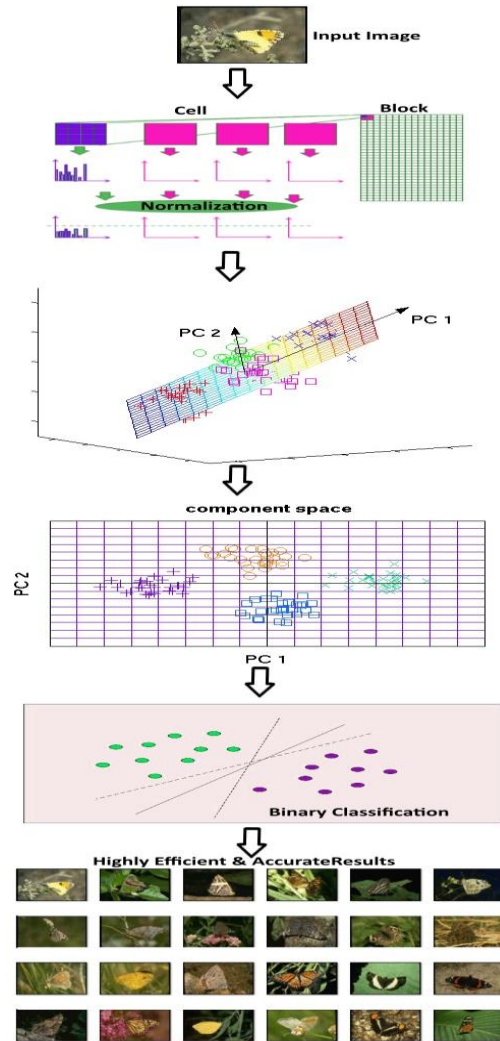 Input Image
Cell
Block
Normalization
PC 2
PC 1
component space
PC 2
PC 1
Binary Classification
Highly Efficient & AccurateResults